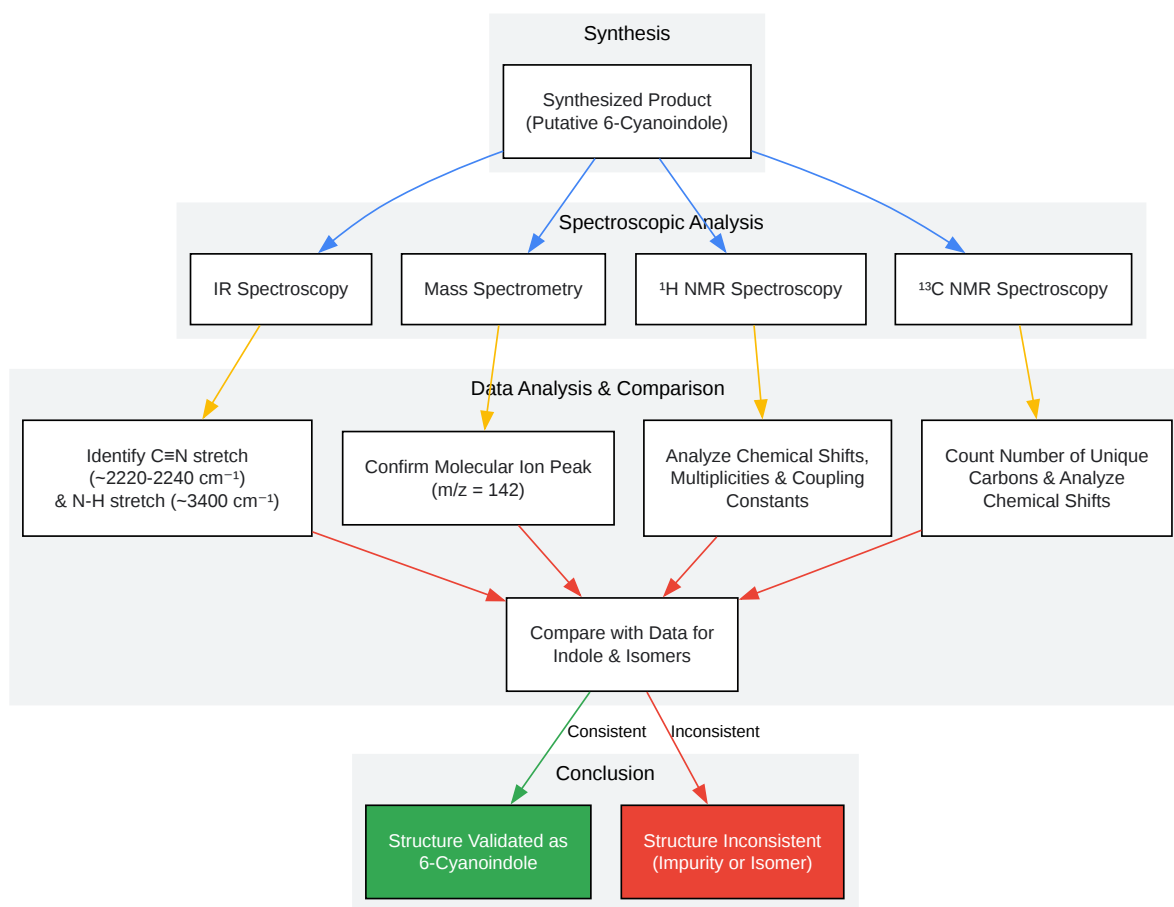 Synthesis
Synthesized Product
(Putative 6-Cyanoindole)
Spectroscopic Analysis
IR Spectroscopy
Mass Spectrometry
¹H NMR Spectroscopy
¹³C NMR Spectroscopy
Data Analysis & Comparison
Identify C≡N stretch
(~2220-2240 cm⁻¹)
& N-H stretch (~3400 cm⁻¹)
Confirm Molecular Ion Peak
(m/z = 142)
Analyze Chemical Shifts,
Multiplicities & Coupling
Constants
Count Number of Unique
Carbons & Analyze
Chemical Shifts
Compare with Data for
Indole & Isomers
Consistent
Inconsistent
Conclusion
Structure Validated as
6-Cyanoindole
Structure Inconsistent
(Impurity or Isomer)